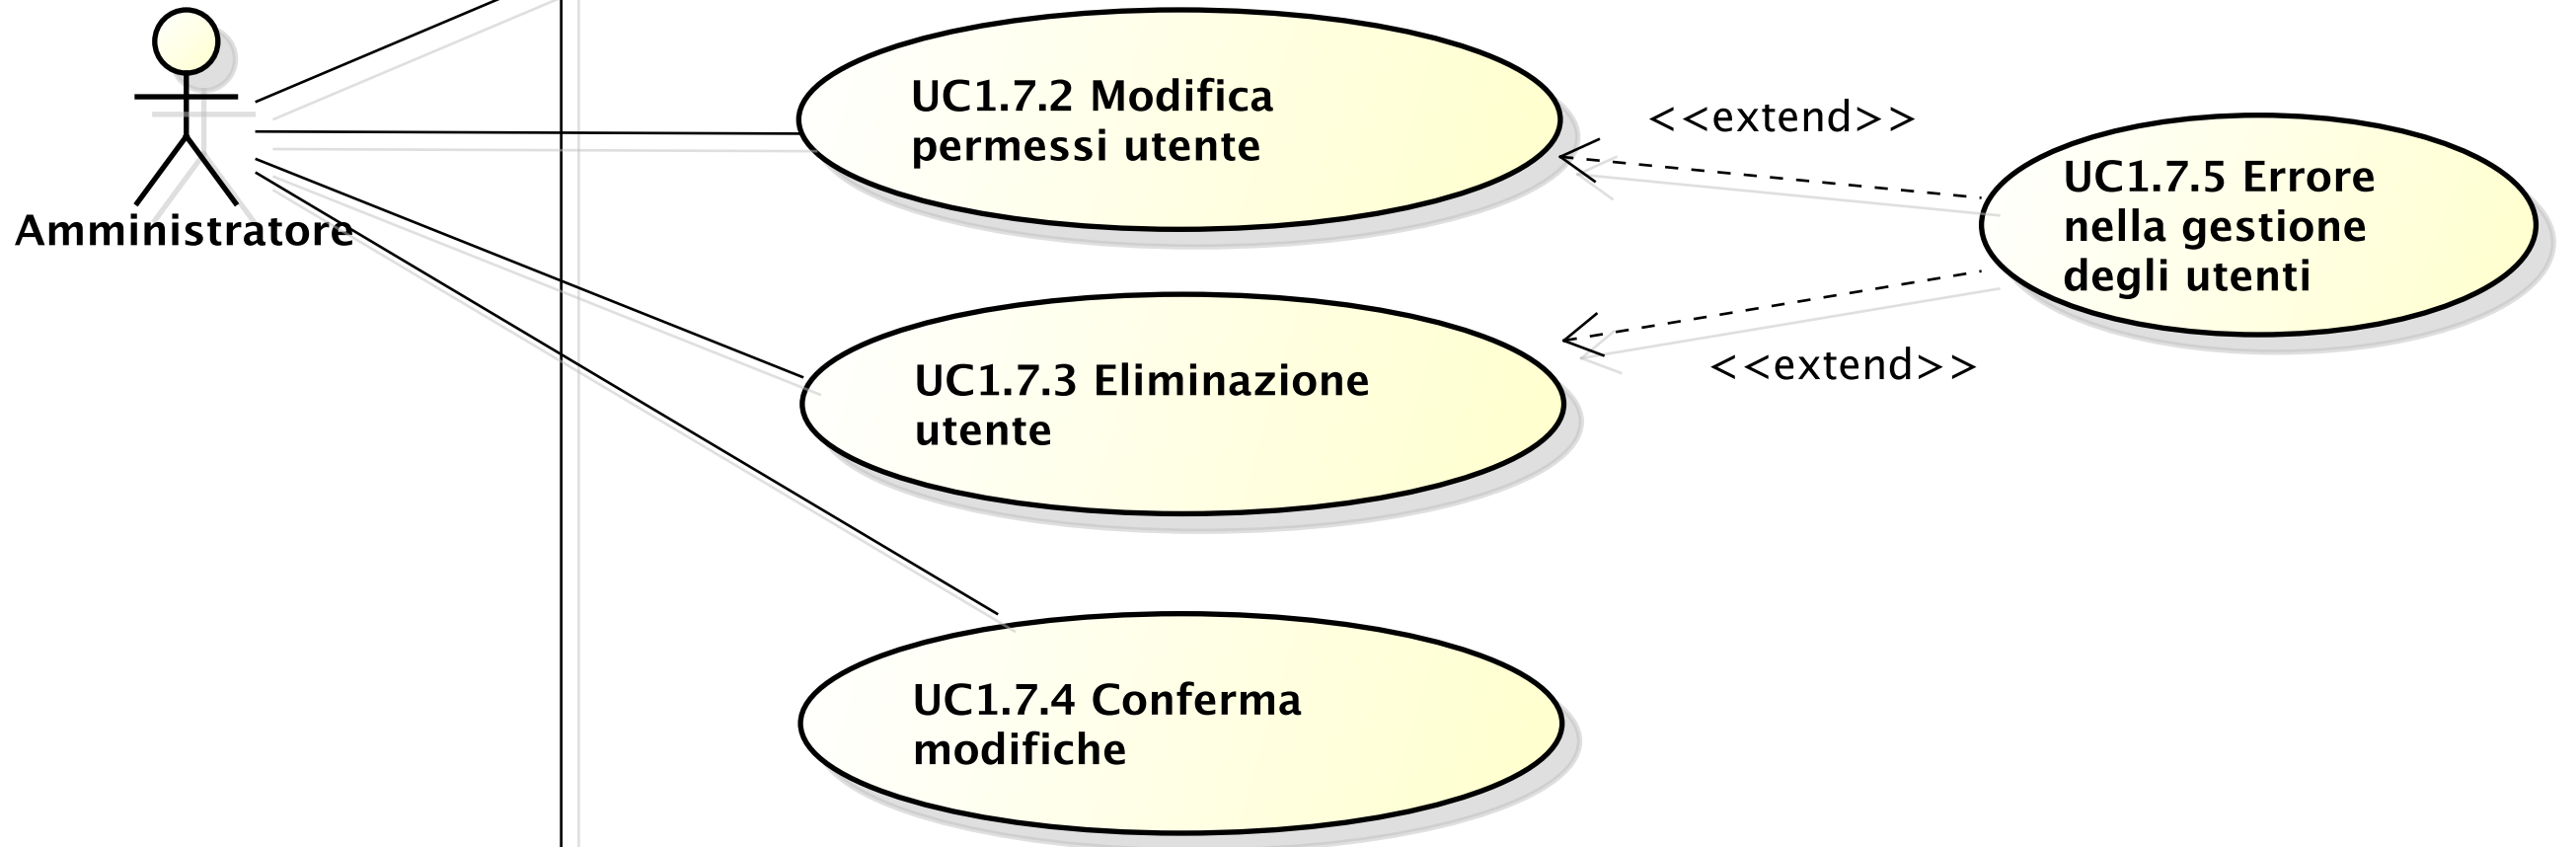 Amministratore
UC1.7.2 Modifica
permessi utente
<<extend>>
UC1.7.5 Errore
nella gestione
degli utenti
UC1.7.3 Eliminazione
utente
<<extend>>
UC1.7.4 Conferma
modifiche